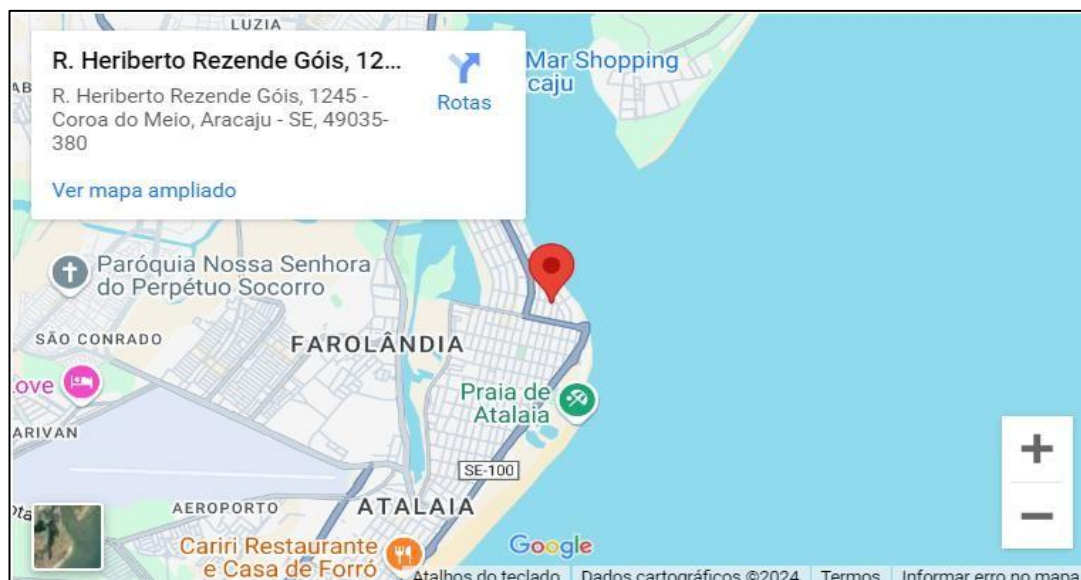 LUZIA
R. Heriberto Rezende Góis, 12...
R. Heriberto Rezende Góis, 1245 -
Coroa do Meio, Aracaju - SE, 49035-
380
Rotas
Ver mapa ampliado
Mar Shopping
caju
Paróquia Nossa Senhora
do Perpétuo Socorro
SÃO CONRADO
FAROLÂNDIA
ove
Praia de
Atalaia
ARIVAN
SE-100
AEROPORTO
ATALAIA
Cariri Restaurante
e Casa de Forró
Google
Atalhos do teclado
Dados cartográficos ©2024
Termos
Informar erro no mapa